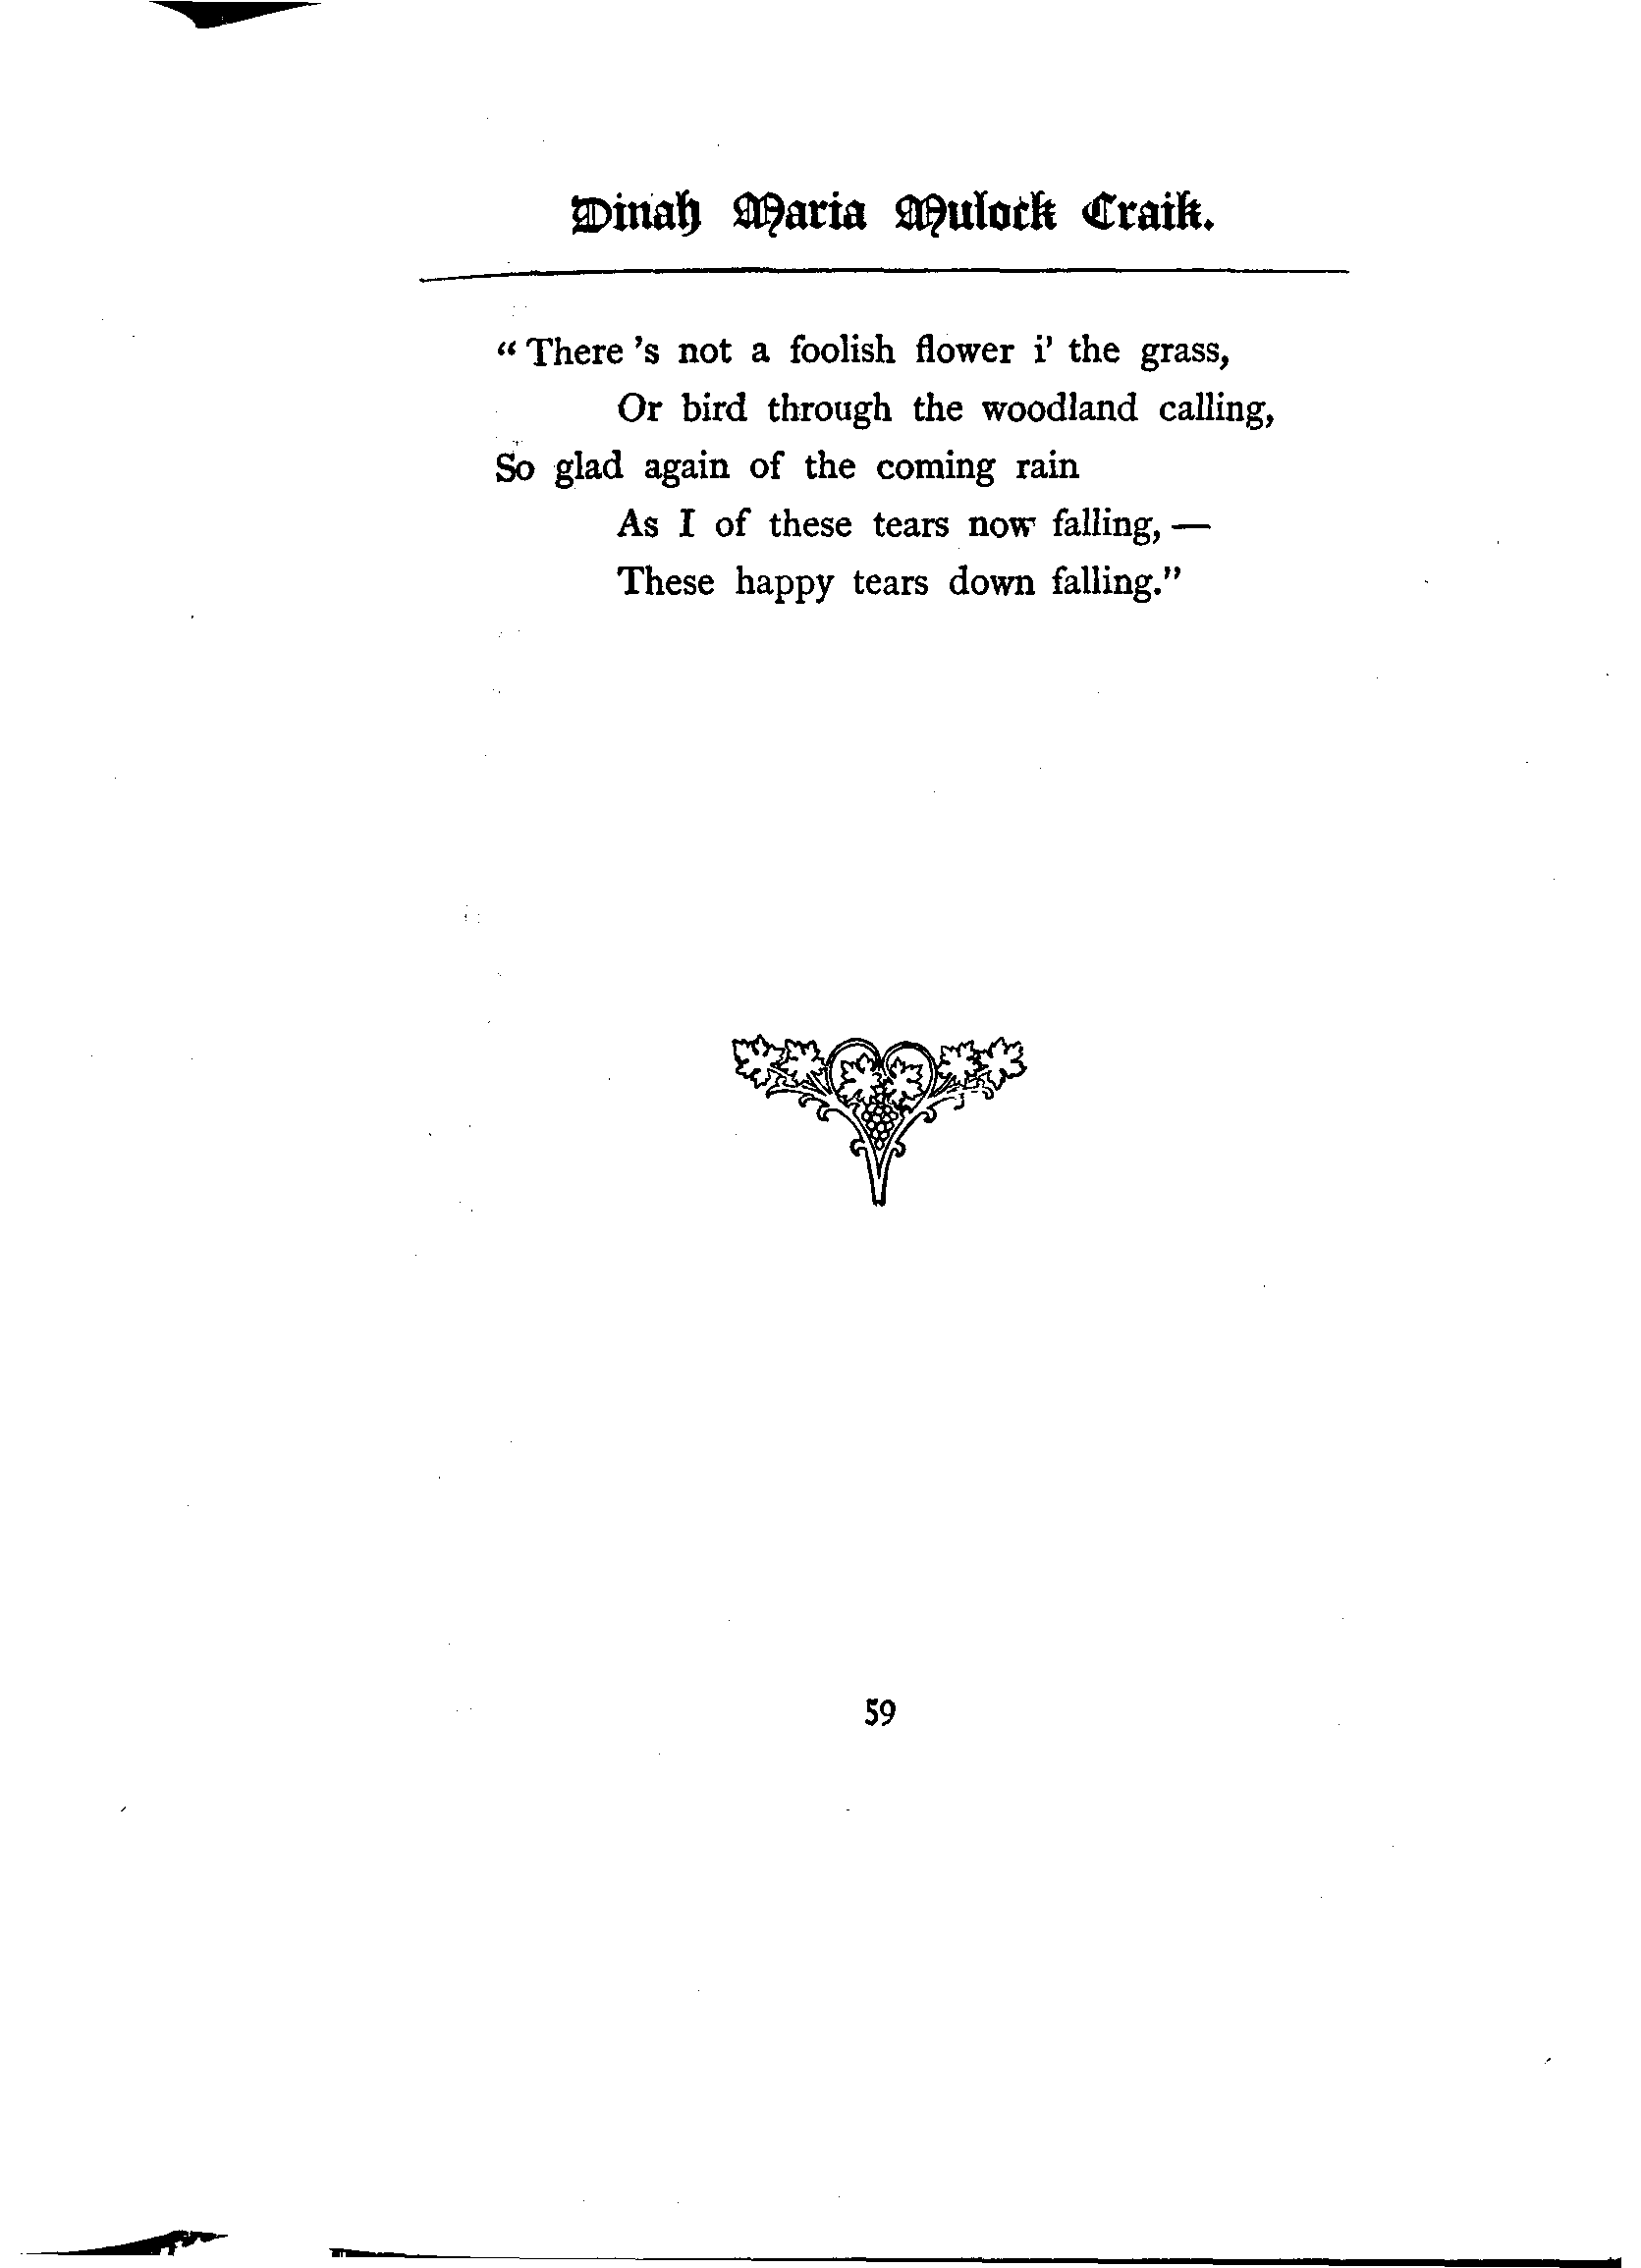 Dinah Maria Mulock Craik.
“There 's not a foolish flower i' the grass,
Or bird through the woodland calling,
So glad again of the coming rain
As I of these tears now falling, —
These happy tears down falling.”
59